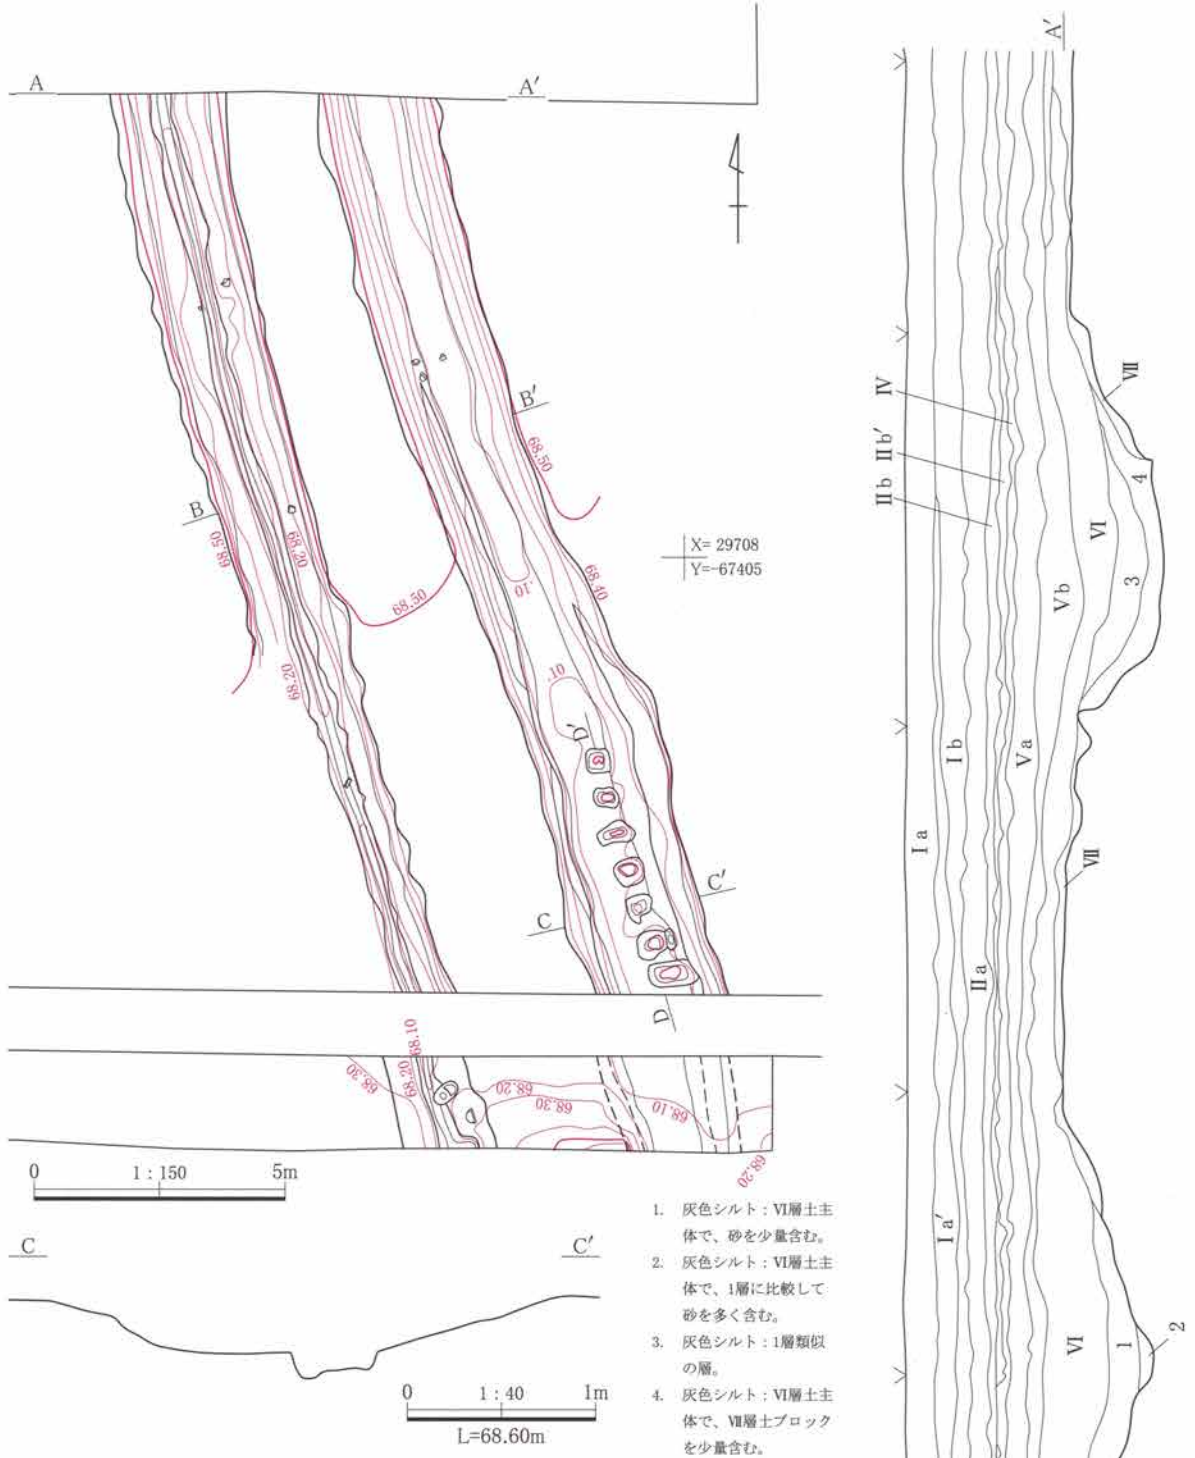 A
A′
B′
B
68.50
68.50
68.50
68.20
68.20
68.40
.10
.10
X= 29708
Y=-67405
D′
C′
C
D
68.30
68.20
68.10
68.20
68.30
68.10
68.20
0 1 : 150 5m
C C′
0 1 : 40 1m
L=68.60m
1. 灰色シルト：Ⅵ層土主
体で、砂を少量含む。
2. 灰色シルト：Ⅵ層土主
体で、1層に比較して
砂を多く含む。
3. 灰色シルト：1層類似
の層。
4. 灰色シルト：Ⅵ層土主
体で、Ⅶ層土ブロック
を少量含む。
A′
Ⅶ
Ⅳ
Ⅱb′
Ⅱb
4
Ⅵ
3
Ⅴb
Ⅴa
Ⅰb
Ⅰa
Ⅶ
Ⅱa
Ⅰa′
Ⅵ
1
2